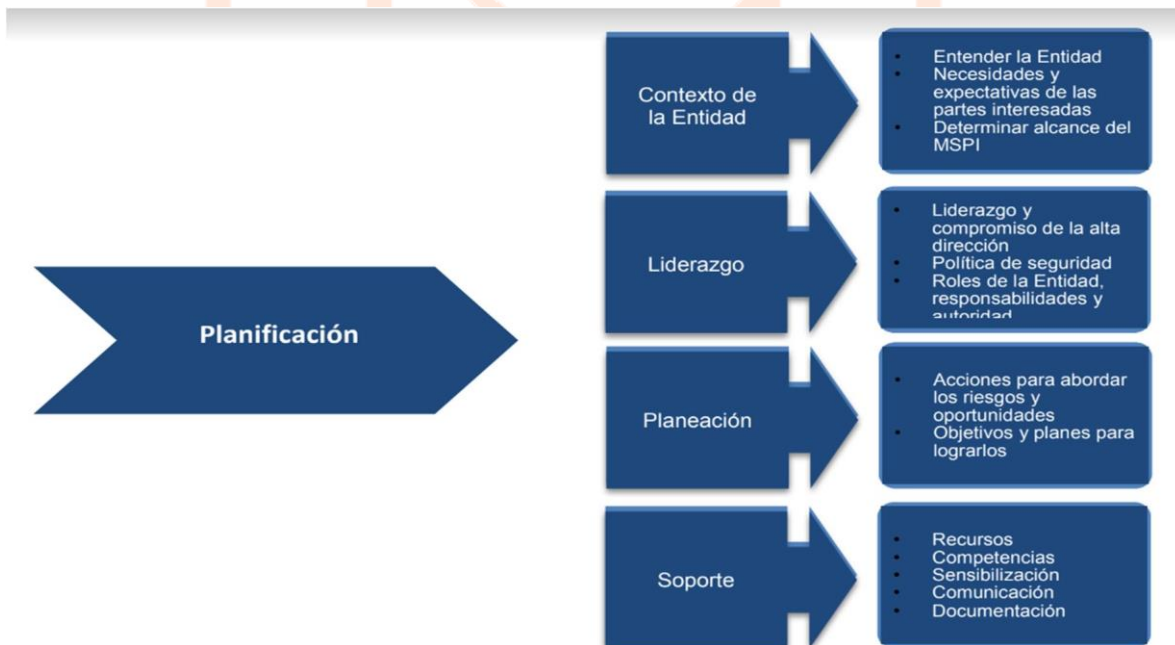 Planificación
Contexto de
la Entidad
• Entender la Entidad
• Necesidades y
expectativas de las
partes interesadas
• Determinar alcance del
MSPI
Liderazgo
• Liderazgo y
compromiso de la alta
dirección
• Política de seguridad
• Roles de la Entidad,
responsabilidades y
autoridad
Planeación
• Acciones para abordar
los riesgos y
oportunidades
• Objetivos y planes para
lograrlos
Soporte
• Recursos
• Competencias
• Sensibilización
• Comunicación
• Documentación